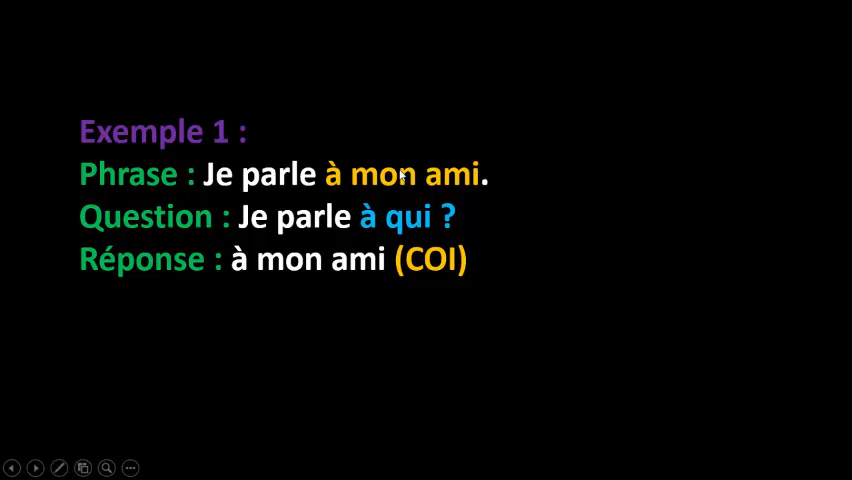 Exemple 1 :
Phrase : Je parle à mon ami.
Question : Je parle à qui ?
Réponse : à mon ami (COI)